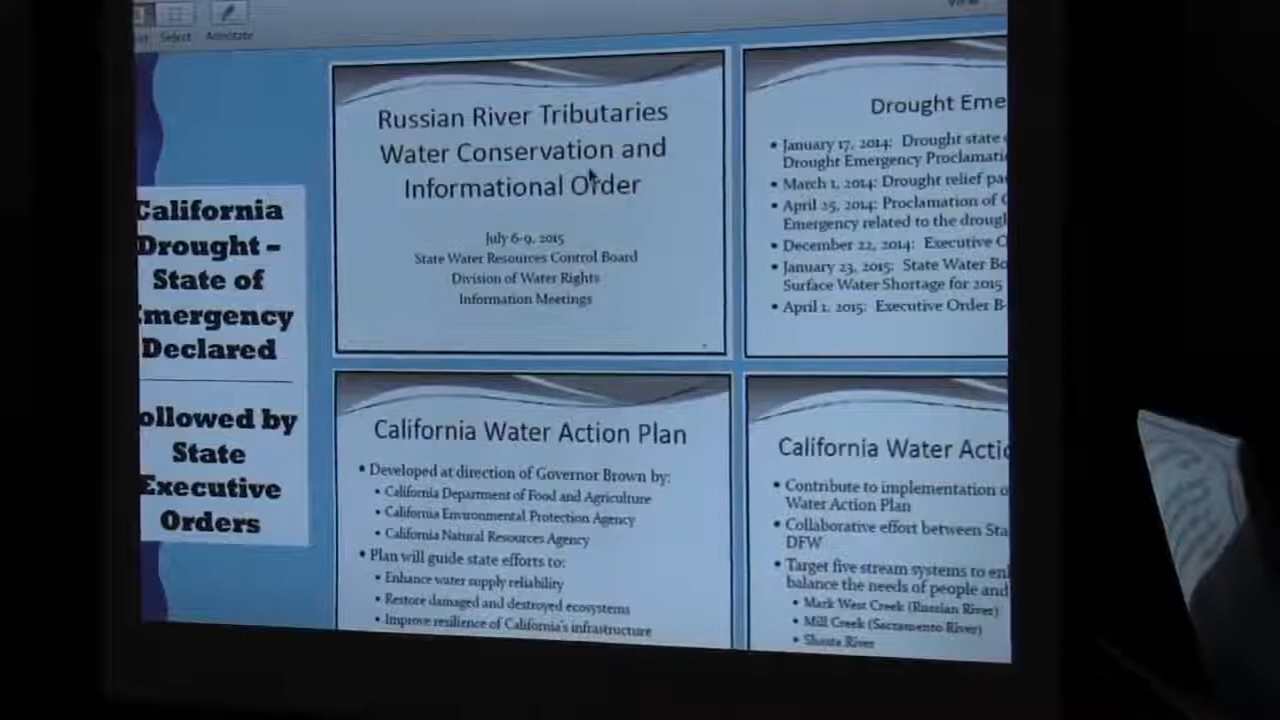 View
Select
Annotate
California
Drought –
State of
Emergency
Declared
ollowed by
State
Executive
Orders
Russian River Tributaries
Water Conservation and
Informational Order
July 6-9, 2015
State Water Resources Control Board
Division of Water Rights
Information Meetings
Drought Eme
• January 17, 2014: Drought state
Drought Emergency Proclamati
• March 1, 2014: Drought relief pa
• April 25, 2014: Proclamation of
Emergency related to the drough
• December 22, 2014: Executive O
• January 23, 2015: State Water Bo
Surface Water Shortage for 2015
• April 1, 2015: Executive Order B-
California Water Action Plan
• Developed at direction of Governor Brown by:
• California Department of Food and Agriculture
• California Environmental Protection Agency
• California Natural Resources Agency
• Plan will guide state efforts to:
• Enhance water supply reliability
• Restore damaged and destroyed ecosystems
• Improve resilience of California's infrastructure
California Water Actio
• Contribute to implementation o
Water Action Plan
• Collaborative effort between Sta
DFW
• Target five stream systems to en
balance the needs of people and
• Mark West Creek (Russian River)
• Mill Creek (Sacramento River)
• Shasta River